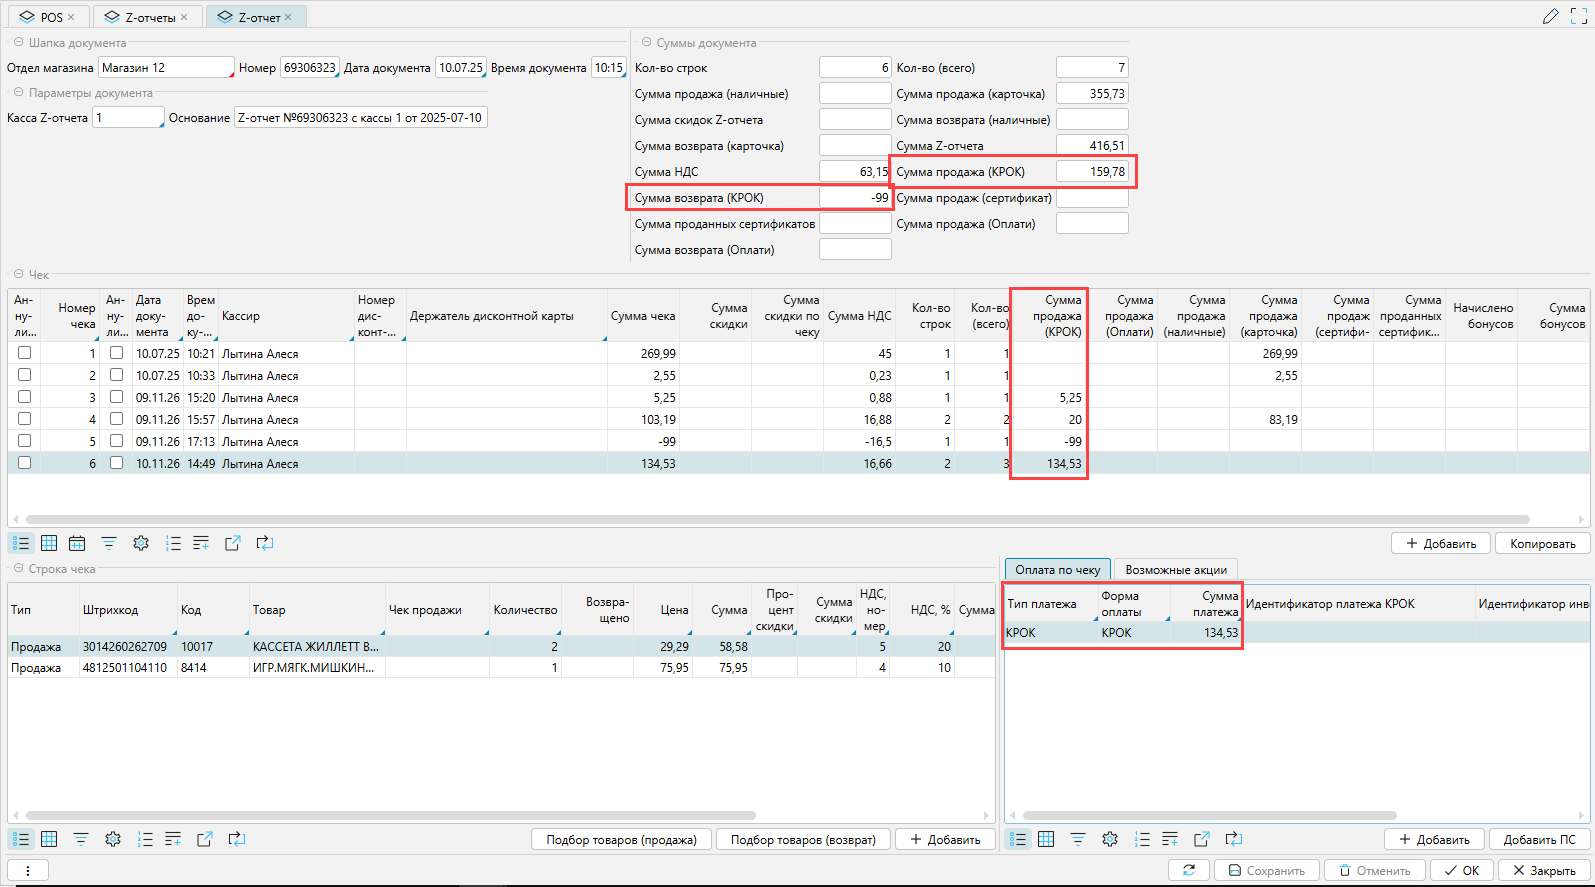 POS × Z-отчеты × Z-отчет ×
Шапка документа
Отдел магазина Магазин 12 Номер 69306323 Дата документа 10.07.25 Время документа 10:15
Параметры документа
Касса Z-отчета 1 Основание Z-отчет №69306323 с кассы 1 от 2025-07-10
Суммы документа
Кол-во строк 6 Кол-во (всего) 7
Сумма продажа (наличные) Сумма продажа (карточка) 355,73
Сумма скидок Z-отчета Сумма возврата (наличные)
Сумма возврата (карточка) Сумма Z-отчета 416,51
Сумма НДС 63,15 Сумма продажа (КРОК) 159,78
Сумма возврата (КРОК) -99 Сумма продаж (сертификат)
Сумма проданных сертификатов Сумма продажа (Оплати)
Сумма возврата (Оплати)
Чек
Ан-ну-ли... Номер чека Ан-ну-ли... Дата доку-мента Врем до-ку-... Кассир Номер дис-конт-... Держатель дисконтной карты Сумма чека Сумма скидки Сумма скидки по чеку Сумма НДС Кол-во строк Кол-во (всего) Сумма продажа (КРОК) Сумма продажа (Оплати) Сумма продажа (наличные) Сумма продажа (карточка) Сумма продаж (сертифи- Сумма проданных сертифик... Начислено бонусов Сумма бонусов
1 10.07.25 10:21 Лытина Алеся 269,99 45 1 1 269,99
2 10.07.25 10:33 Лытина Алеся 2,55 0,23 1 1 2,55
3 09.11.26 15:20 Лытина Алеся 5,25 0,88 1 1 5,25
4 09.11.26 15:57 Лытина Алеся 103,19 16,88 2 2 20 83,19
5 09.11.26 17:13 Лытина Алеся -99 -16,5 1 1 -99
6 10.11.26 14:49 Лытина Алеся 134,53 16,66 2 3 134,53
+ Добавить Копировать
Строка чека
Тип Штрихкод Код Товар Чек продажи Количество Возвра-щено Цена Сумма Про-цент скидки Сумма скидки НДС, но-мер НДС, % Сумма
Продажа 3014260262709 10017 КАССЕТА ЖИЛЛЕТТ В... 2 29,29 58,58 5 20
Продажа 4812501104110 8414 ИГР.МЯГК.МИШКИН... 1 75,95 75,95 4 10
Подбор товаров (продажа) Подбор товаров (возврат) + Добавить
Оплата по чеку Возможные акции
Тип платежа Форма оплаты Сумма платежа Идентификатор платежа КРОК Идентификатор инв
КРОК КРОК 134,53
+ Добавить Добавить ПС
Сохранить Отменить ОК Закрыть